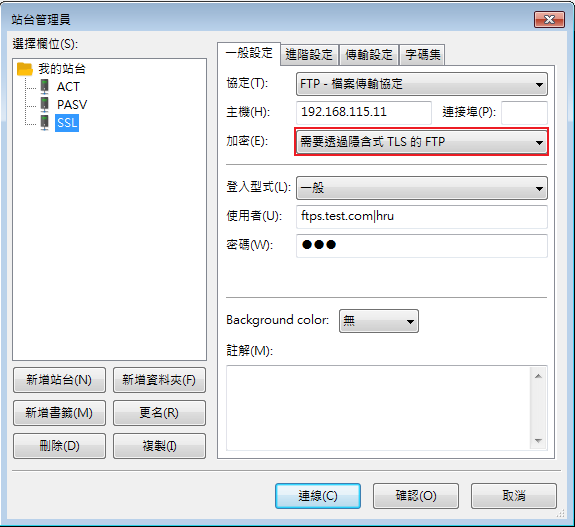 站台管理員
選擇欄位(S):
我的站台
ACT
PASV
SSL
新增站台(N) 新增資料夾(F)
新增書籤(M) 更名(R)
刪除(D) 複製(I)
一般設定 進階設定 傳輸設定 字碼集
協定(T): FTP - 檔案傳輸協定
主機(H): 192.168.115.11 連接埠(P):
加密(E): 需要透過隱含式 TLS 的 FTP
登入型式(L): 一般
使用者(U): ftps.test.com|hru
密碼(W): ●●●
Background color: 無
註解(M):
連線(C) 確認(O) 取消